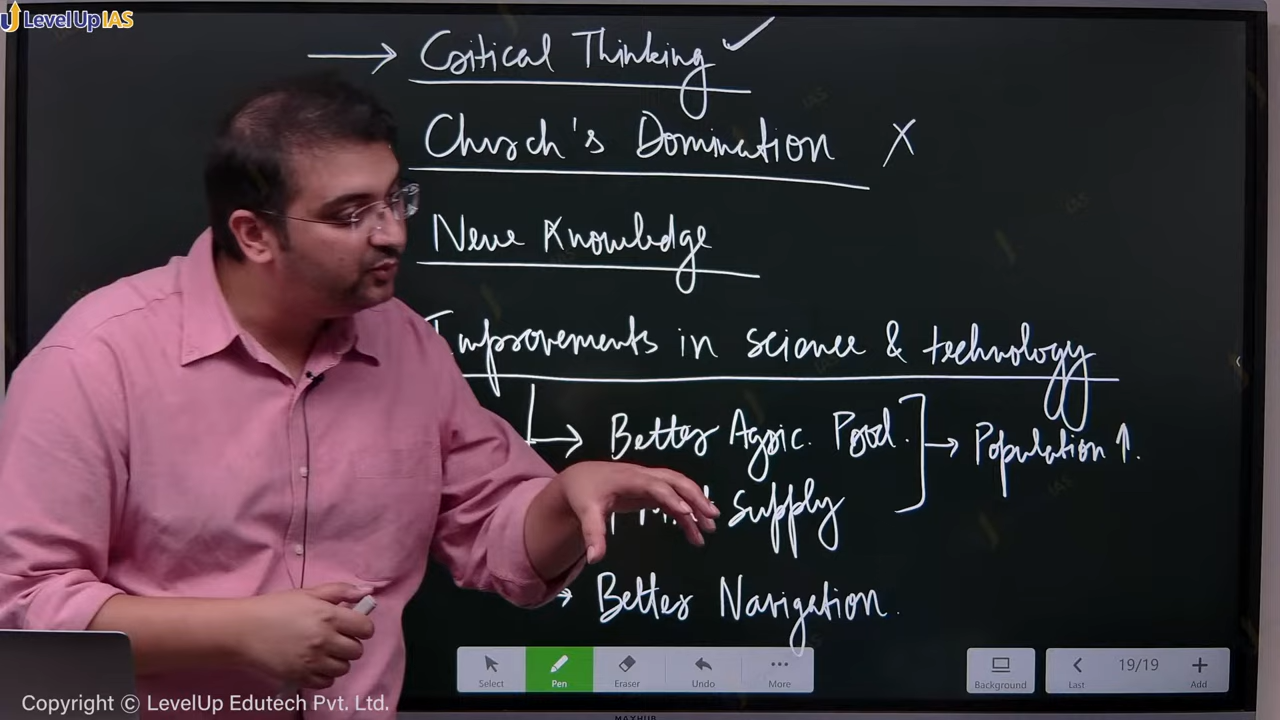 LevelUp IAS
→ Critical Thinking ✓
Church's Domination X
New Knowledge
Improvements in science & technology
→ Better Agric. Prod. → Population ↑.
Supply
→ Better Navigation.
Select
Pen
Eraser
Undo
More
Background
Last
19/19
Add
Copyright © LevelUp Edutech Pvt. Ltd.
MAXHUB